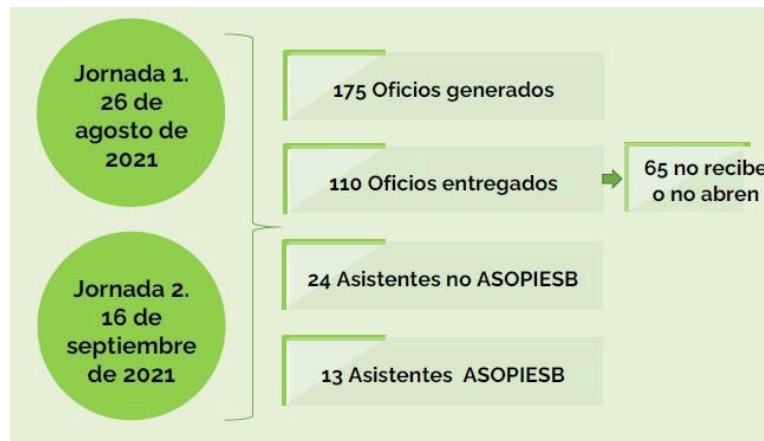 Jornada 1.
26 de
agosto de
2021
Jornada 2.
16 de
septiembre
de 2021
175 Oficios generados
110 Oficios entregados
65 no recibe
o no abren
24 Asistentes no ASOPIESB
13 Asistentes ASOPIESB